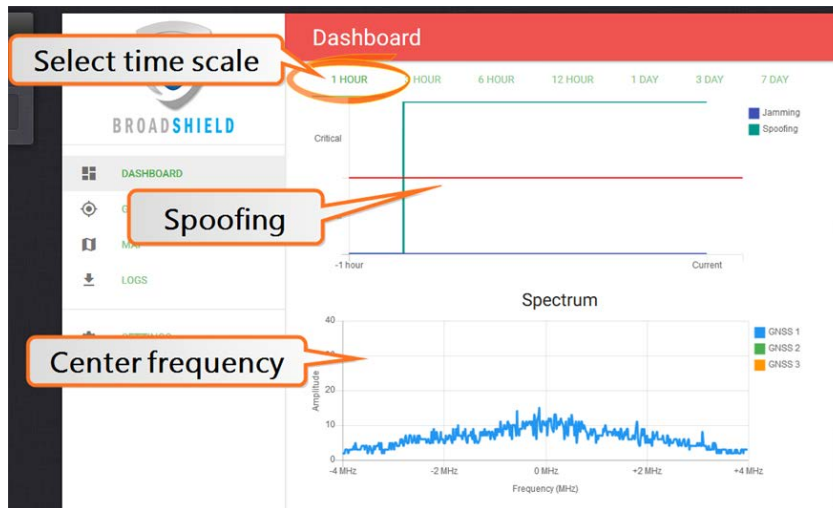 Dashboard
Select time scale
1 HOUR
HOUR
6 HOUR
12 HOUR
1 DAY
3 DAY
7 DAY
BROADSHIELD
Critical
Jamming
Spoofing
DASHBOARD
Spoofing
LOGS
-1 hour
Current
Spectrum
Center frequency
40
20
10
0
Amplitude
GNSS 1
GNSS 2
GNSS 3
-4 MHz
-2 MHz
0 MHz
+2 MHz
+4 MHz
Frequency (MHz)